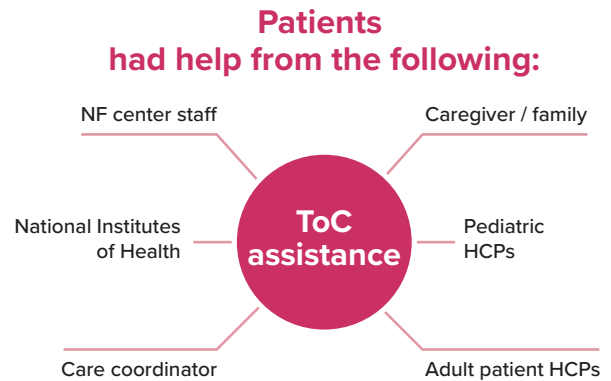 Patients
had help from the following:
NF center staff
Caregiver / family
National Institutes
of Health
ToC
assistance
Pediatric
HCPs
Care coordinator
Adult patient HCPs